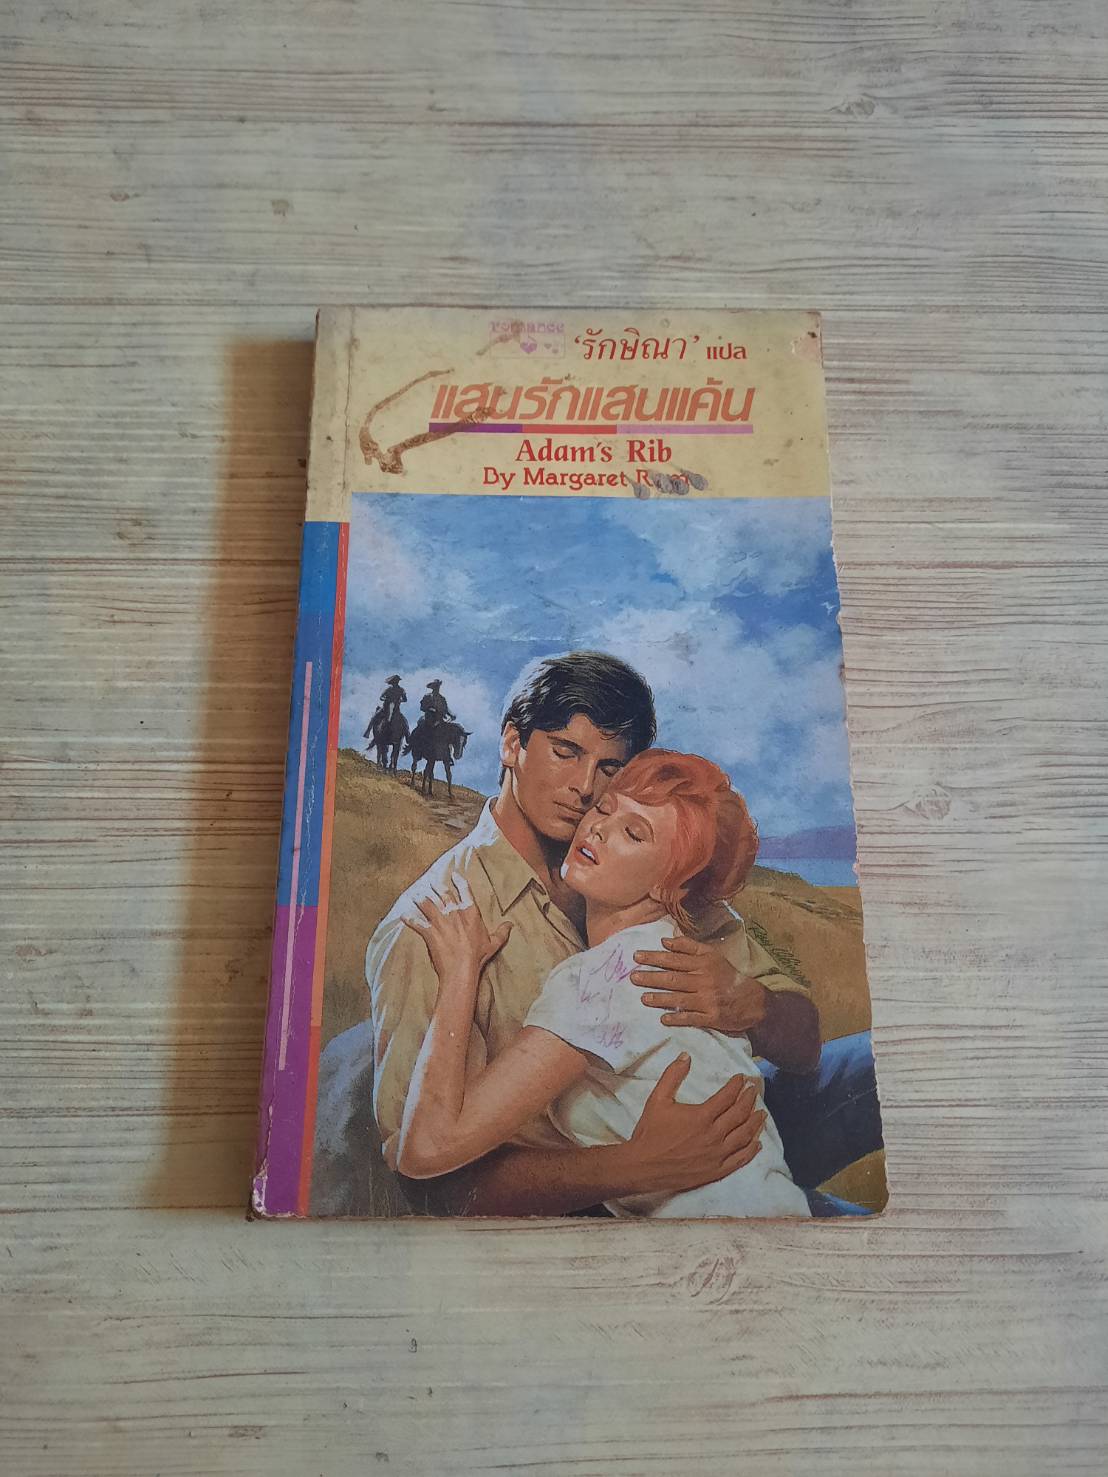 romance
'รักษิณา' แปล
แสนรักแสนแค้น
Adam's Rib
By Margaret